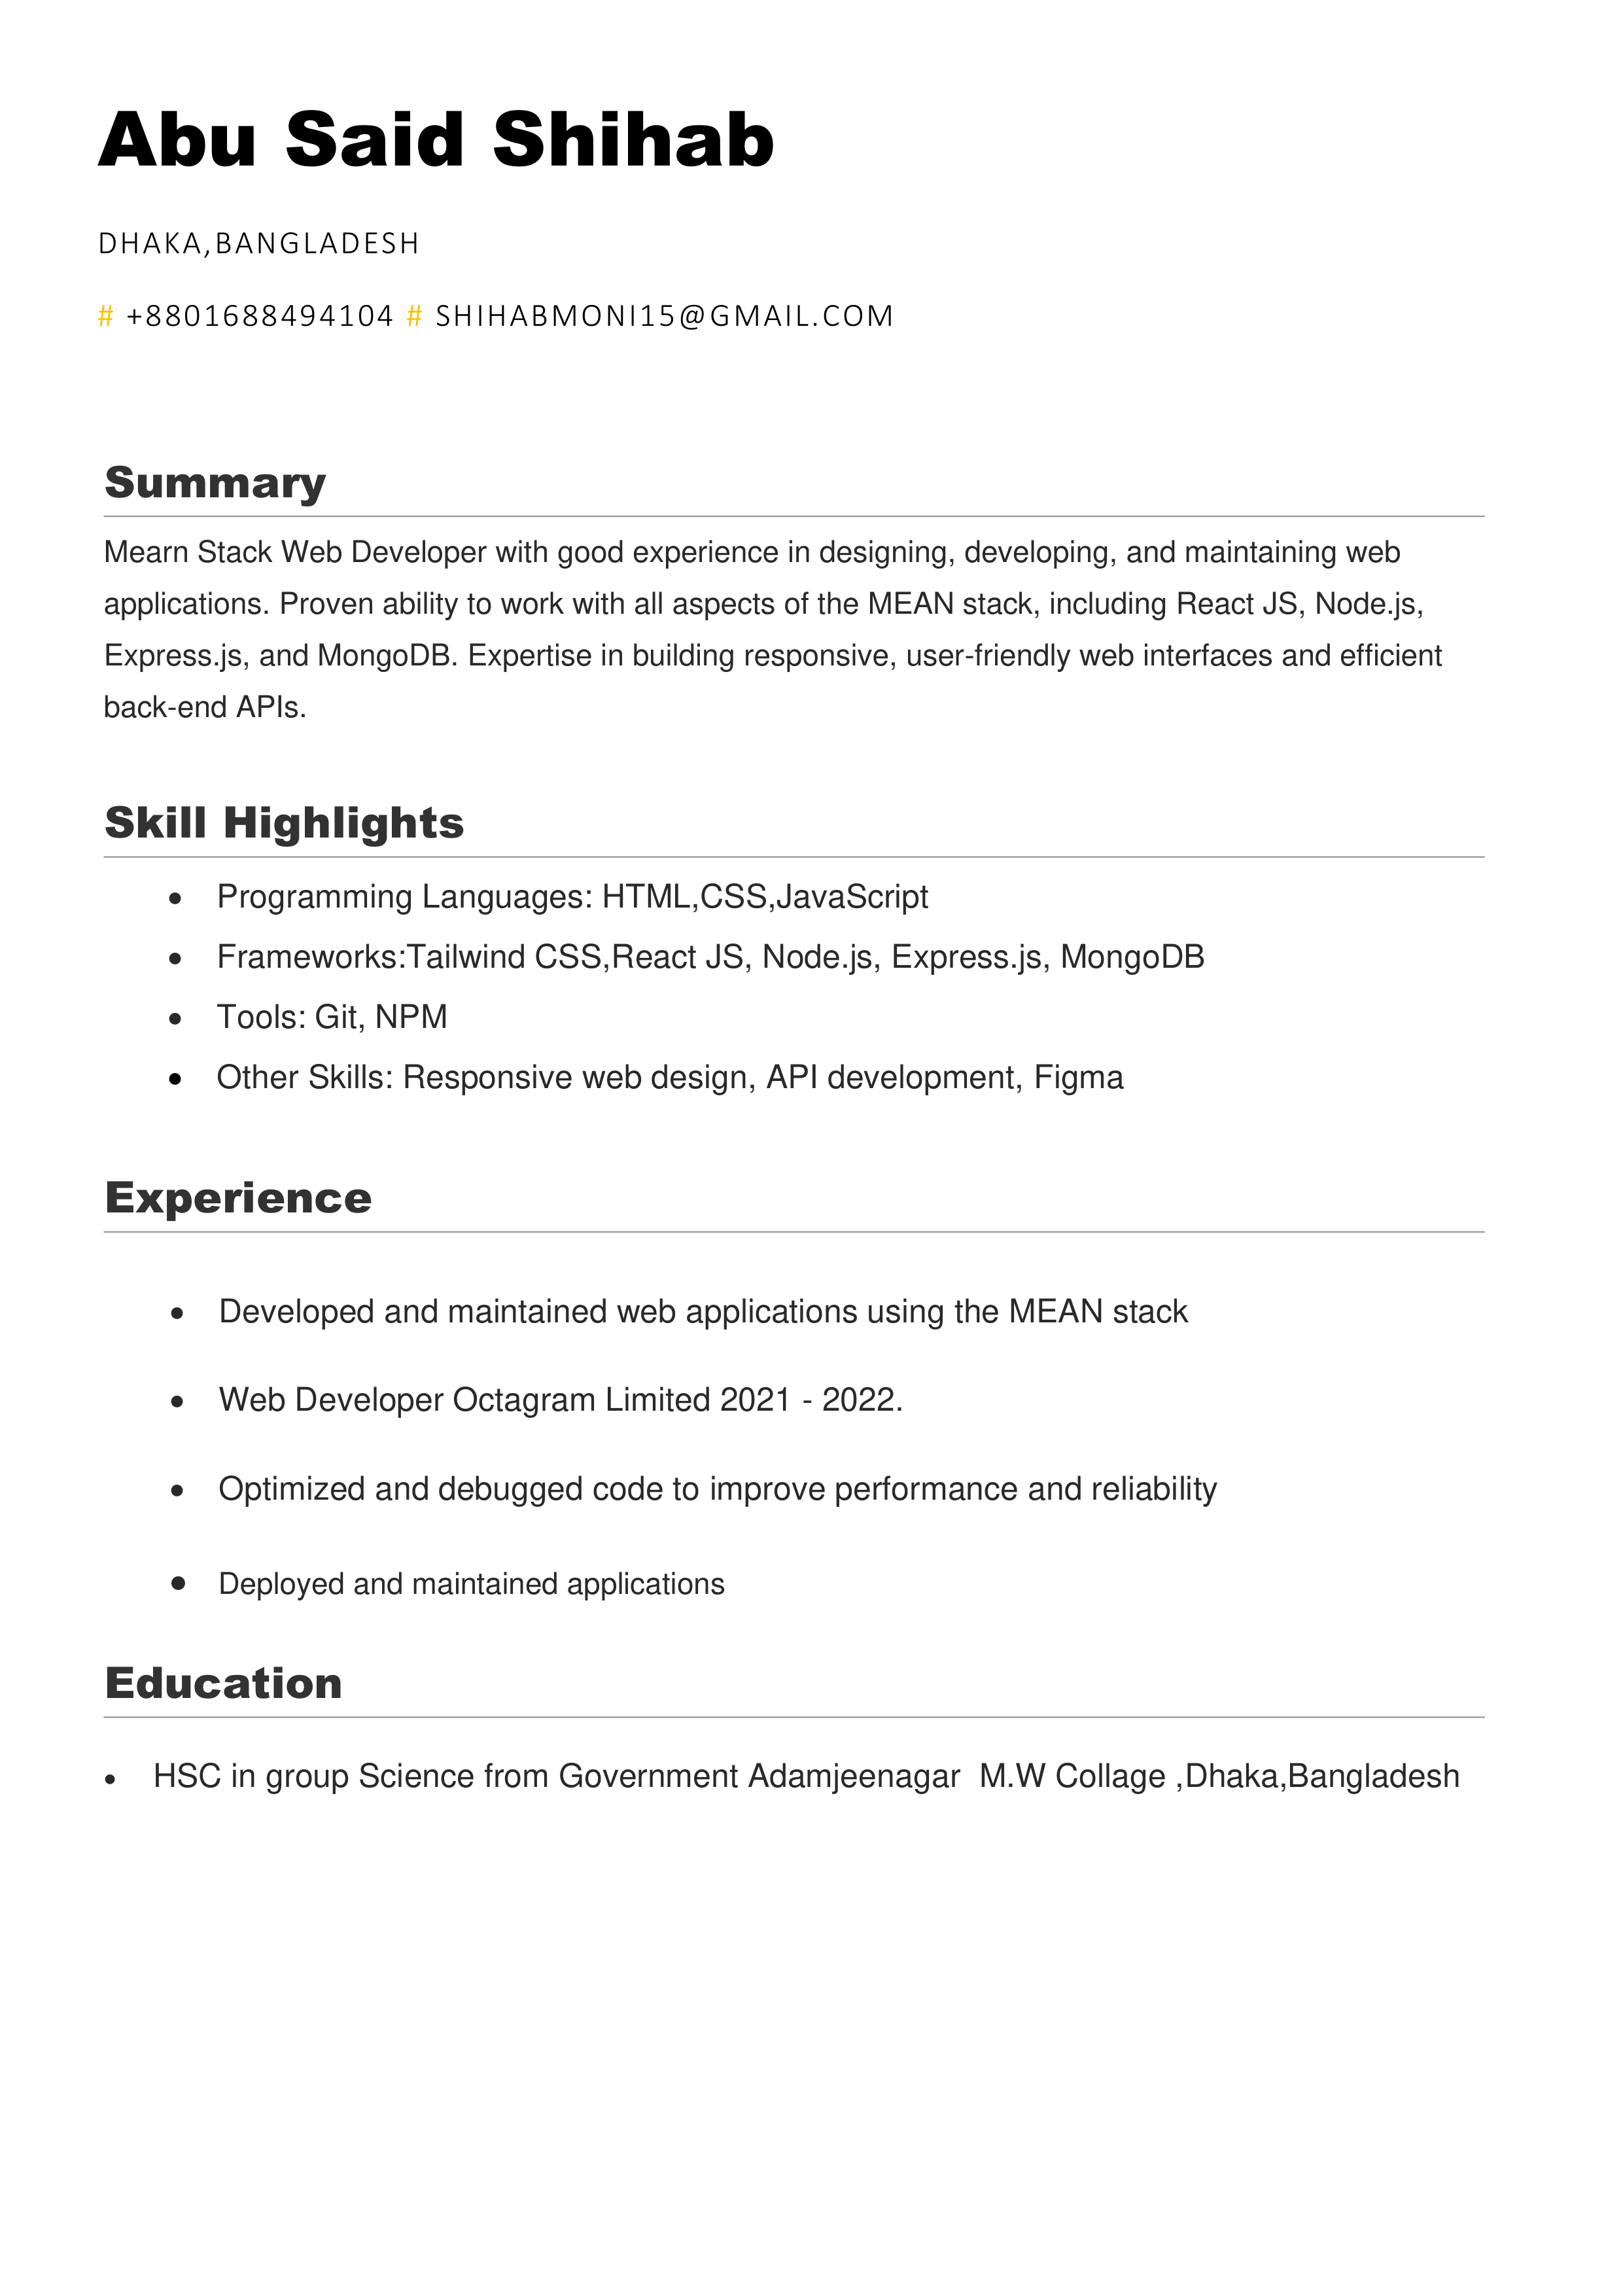 Abu Said Shihab
DHAKA,BANGLADESH
# +8801688494104 # SHIHABMONI15@GMAIL.COM
Summary
Mearn Stack Web Developer with good experience in designing, developing, and maintaining web
applications. Proven ability to work with all aspects of the MEAN stack, including React JS, Node.js,
Express.js, and MongoDB. Expertise in building responsive, user-friendly web interfaces and efficient
back-end APIs.
Skill Highlights
• Programming Languages: HTML,CSS,JavaScript
• Frameworks:Tailwind CSS,React JS, Node.js, Express.js, MongoDB
• Tools: Git, NPM
• Other Skills: Responsive web design, API development, Figma
Experience
• Developed and maintained web applications using the MEAN stack
• Web Developer Octagram Limited 2021 - 2022.
• Optimized and debugged code to improve performance and reliability
• Deployed and maintained applications
Education
• HSC in group Science from Government Adamjeenagar  M.W Collage ,Dhaka,Bangladesh